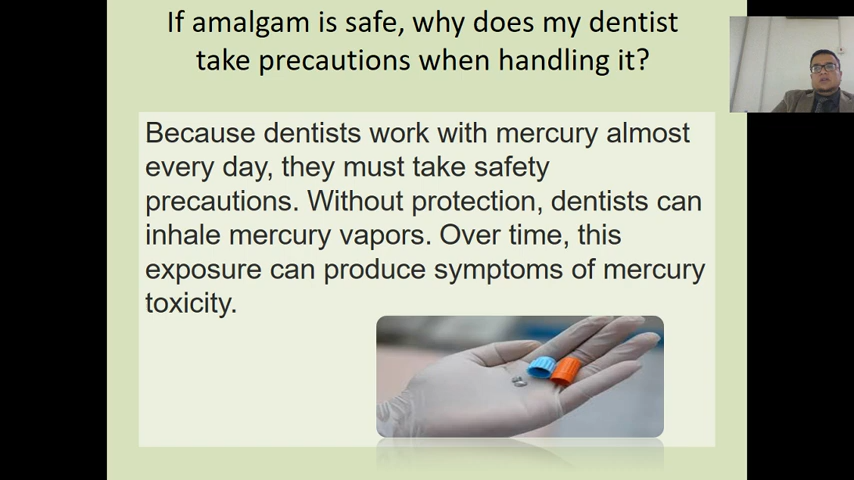 If amalgam is safe, why does my dentist
take precautions when handling it?
Because dentists work with mercury almost
every day, they must take safety
precautions. Without protection, dentists can
inhale mercury vapors. Over time, this
exposure can produce symptoms of mercury
toxicity.